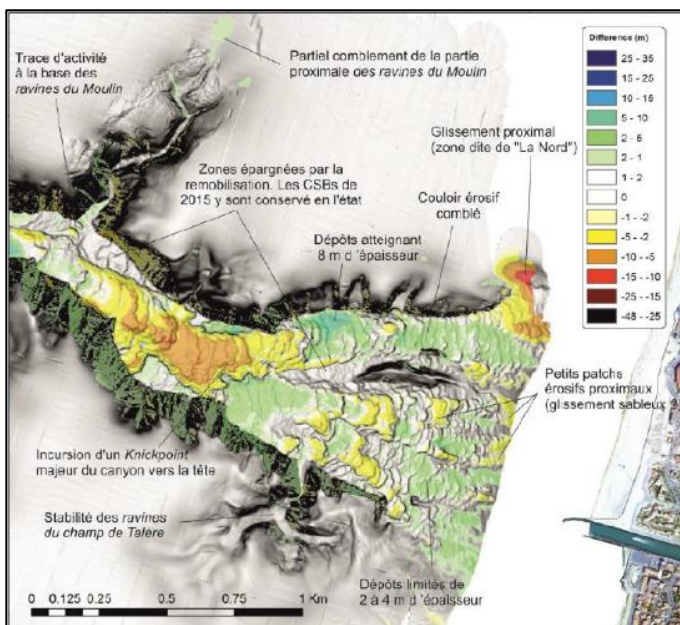 Trace d'activité
à la base des
ravines du Moulin
Partiel comblement de la partie
proximale des ravines du Moulin
Difference (m)
25 - 35
15 - 25
10 - 15
5 - 10
2 - 5
2 - 1
1 - 2
0
-1 - -2
-5 - -2
-10 - -5
-15 - -10
-25 - -15
-48 - -25
Glissement proximal
(zone dite de "La Nord")
Zones épargnées par la
remobilisation. Les CSBs de
2015 y sont conservé en l'état
Couloir érosif
comblé
Dépôts atteignant
8 m d 'épaisseur
Petits patchs
érosifs proximaux
(glissement sableux ?
Incursion d'un Knickpoint
majeur du canyon vers la tête
Stabilité des ravines
du champ de Talère
Dépôts limités de
2 à 4 m d 'épaisseur
0 0.125 0.25 0.5 0.75 1 Km